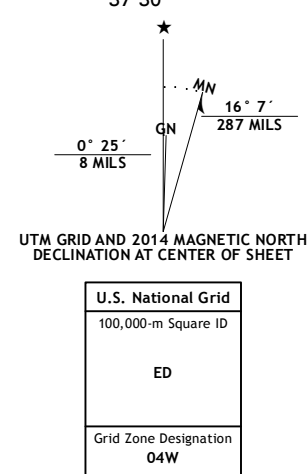 MN
GN
16° 7´
287 MILS
0° 25´
8 MILS
UTM GRID AND 2014 MAGNETIC NORTH
DECLINATION AT CENTER OF SHEET
U.S. National Grid
100,000-m Square ID
ED
Grid Zone Designation
04W